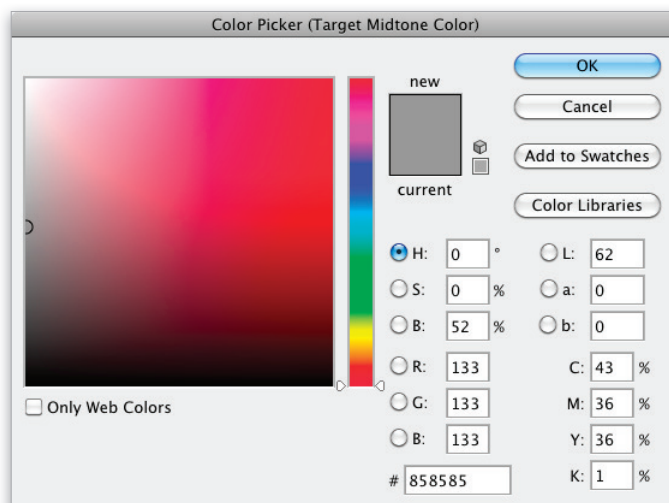 Color Picker (Target Midtone Color)
new
current
OK
Cancel
Add to Swatches
Color Libraries
H: 0 °
S: 0 %
B: 52 %
R: 133
G: 133
B: 133
# 858585
L: 62
a: 0
b: 0
C: 43 %
M: 36 %
Y: 36 %
K: 1 %
Only Web Colors